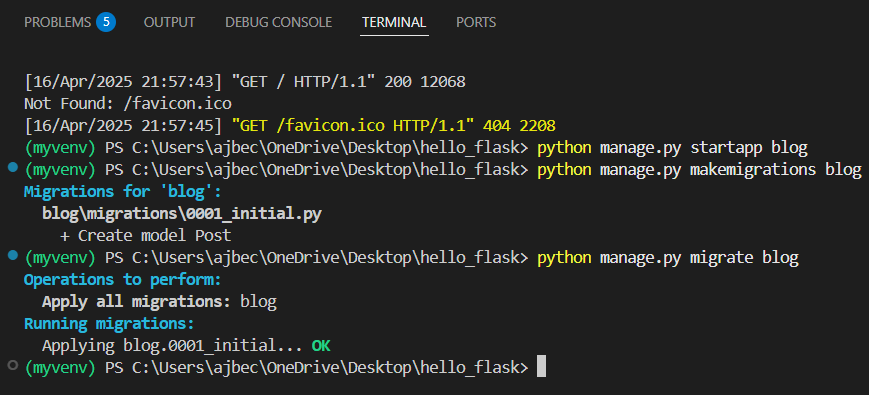 PROBLEMS 5 OUTPUT DEBUG CONSOLE TERMINAL PORTS
[16/Apr/2025 21:57:43] "GET / HTTP/1.1" 200 12068
Not Found: /favicon.ico
[16/Apr/2025 21:57:45] "GET /favicon.ico HTTP/1.1" 404 2208
(myvenv) PS C:\Users\ajbec\OneDrive\Desktop\hello_flask> python manage.py startapp blog
(myvenv) PS C:\Users\ajbec\OneDrive\Desktop\hello_flask> python manage.py makemigrations blog
Migrations for 'blog':
  blog\migrations\0001_initial.py
    + Create model Post
(myvenv) PS C:\Users\ajbec\OneDrive\Desktop\hello_flask> python manage.py migrate blog
Operations to perform:
  Apply all migrations: blog
Running migrations:
  Applying blog.0001_initial... OK
(myvenv) PS C:\Users\ajbec\OneDrive\Desktop\hello_flask>